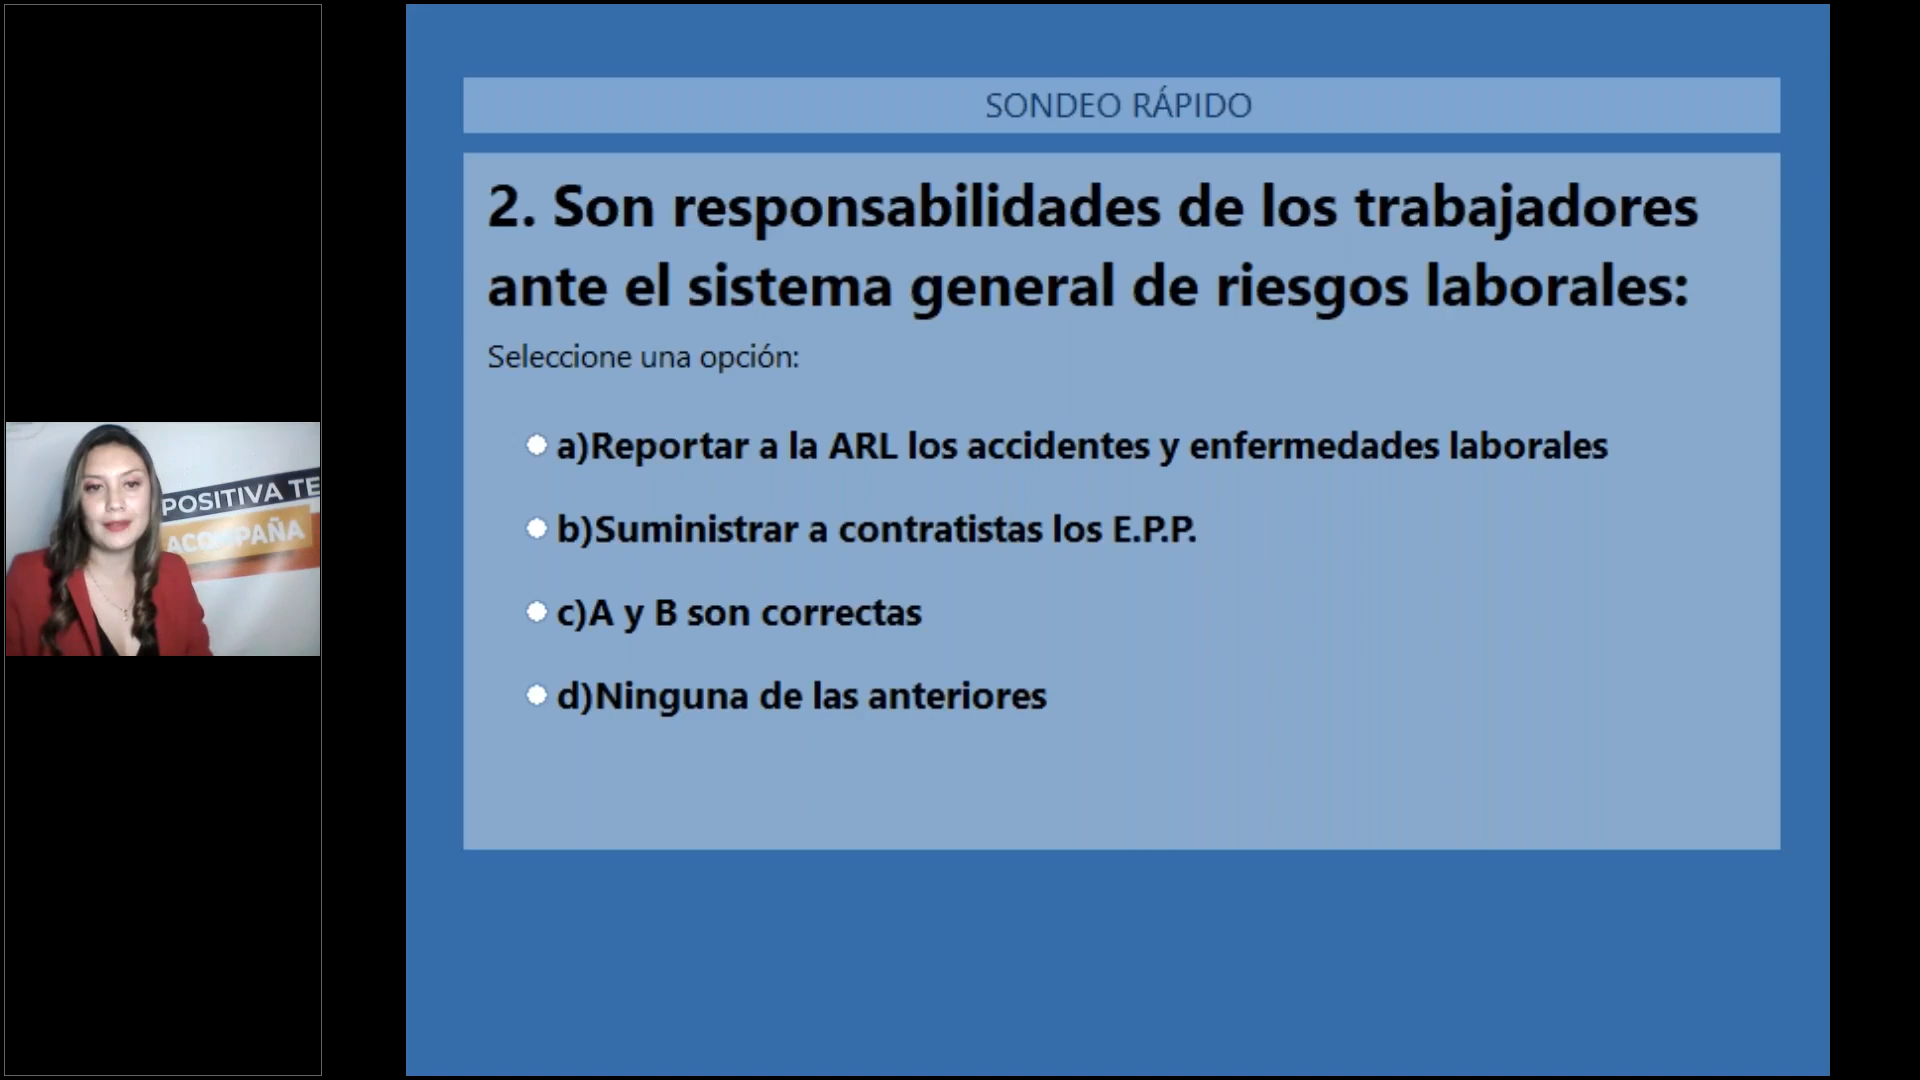 POSITIVA TE
ACOMPAÑA
SONDEO RÁPIDO
2. Son responsabilidades de los trabajadores
ante el sistema general de riesgos laborales:
Seleccione una opción:
a)Reportar a la ARL los accidentes y enfermedades laborales
b)Suministrar a contratistas los E.P.P.
c)A y B son correctas
d)Ninguna de las anteriores